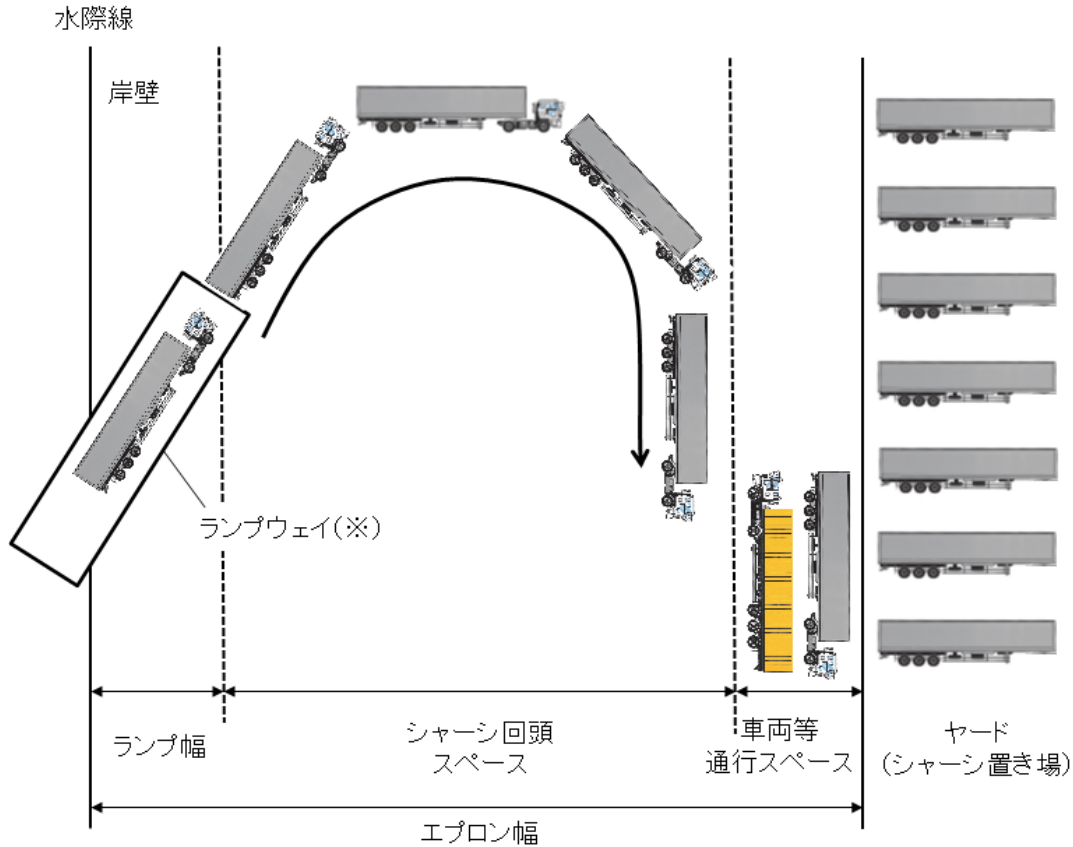 水際線
岸壁
ランプウェイ(※)
ランプ幅
シャーシ回頭
スペース
車両等
通行スペース
ヤード
(シャーシ置き場)
エプロン幅